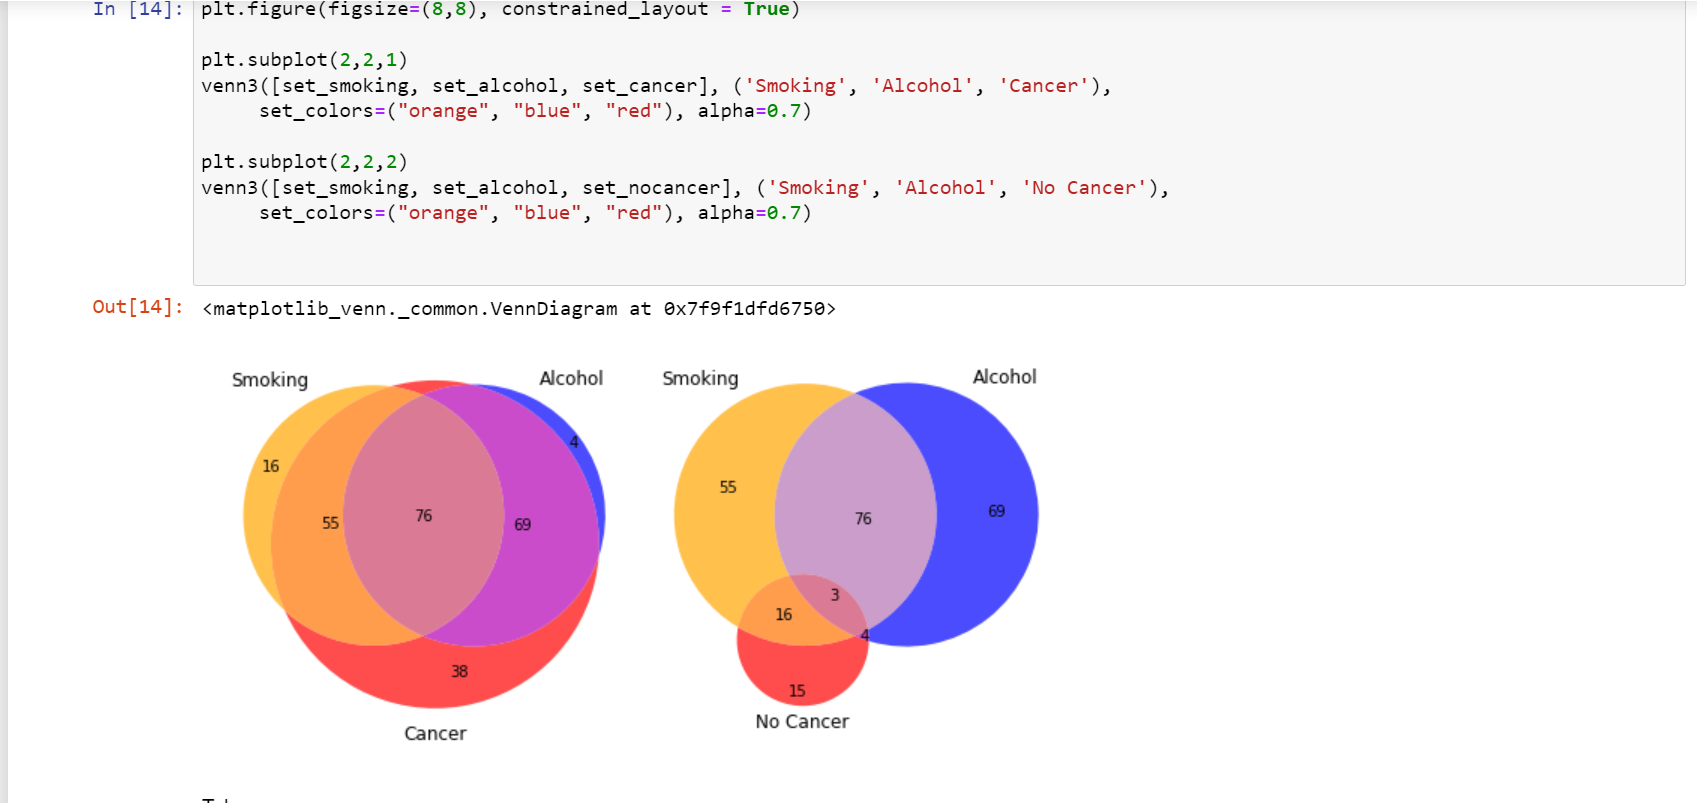 In [14]: plt.figure(figsize=(8,8), constrained_layout = True)
plt.subplot(2,2,1)
venn3([set_smoking, set_alcohol, set_cancer], ('Smoking', 'Alcohol', 'Cancer'),
set_colors=("orange", "blue", "red"), alpha=0.7)
plt.subplot(2,2,2)
venn3([set_smoking, set_alcohol, set_nocancer], ('Smoking', 'Alcohol', 'No Cancer'),
set_colors=("orange", "blue", "red"), alpha=0.7)
Out[14]: <matplotlib_venn._common.VennDiagram at 0x7f9f1dfd6750>
Smoking
Alcohol
4
16
55
76
69
38
Cancer
Smoking
Alcohol
55
76
69
3
16
4
15
No Cancer